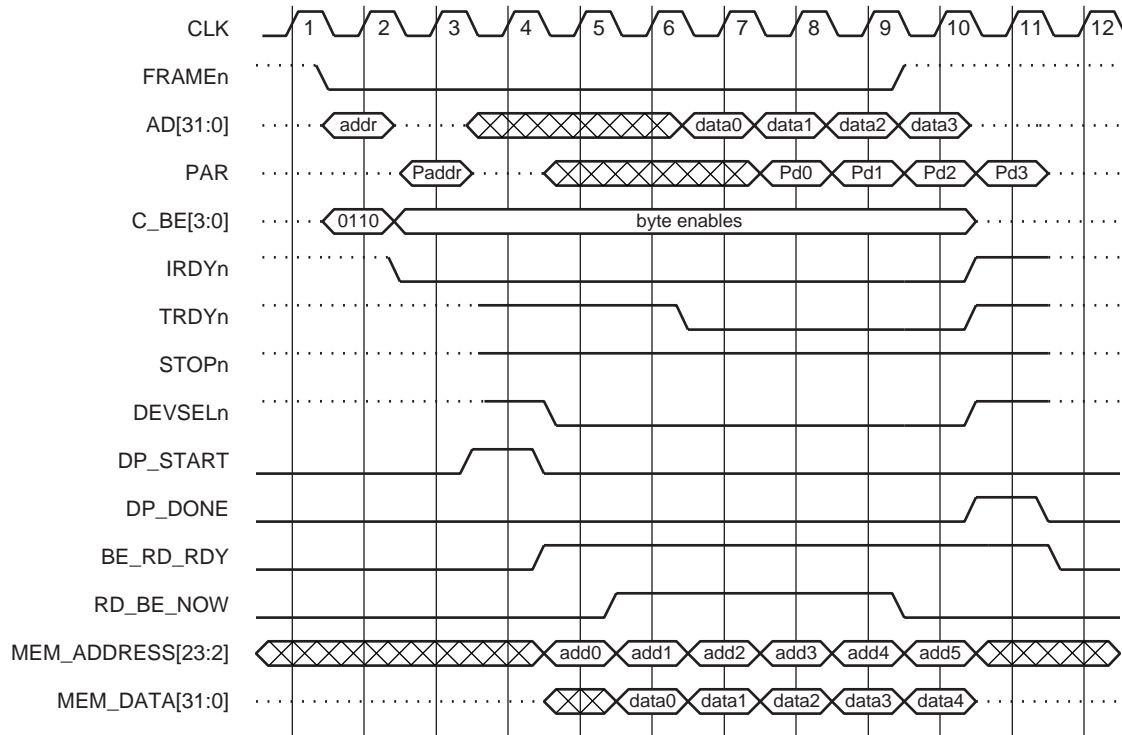 CLK 1 2 3 4 5 6 7 8 9 10 11 12
FRAMEn
AD[31:0] addr data0 data1 data2 data3
PAR Paddr Pd0 Pd1 Pd2 Pd3
C_BE[3:0] 0110 byte enables
IRDYn
TRDYn
STOPn
DEVSELn
DP_START
DP_DONE
BE_RD_RDY
RD_BE_NOW
MEM_ADDRESS[23:2] add0 add1 add2 add3 add4 add5
MEM_DATA[31:0] data0 data1 data2 data3 data4